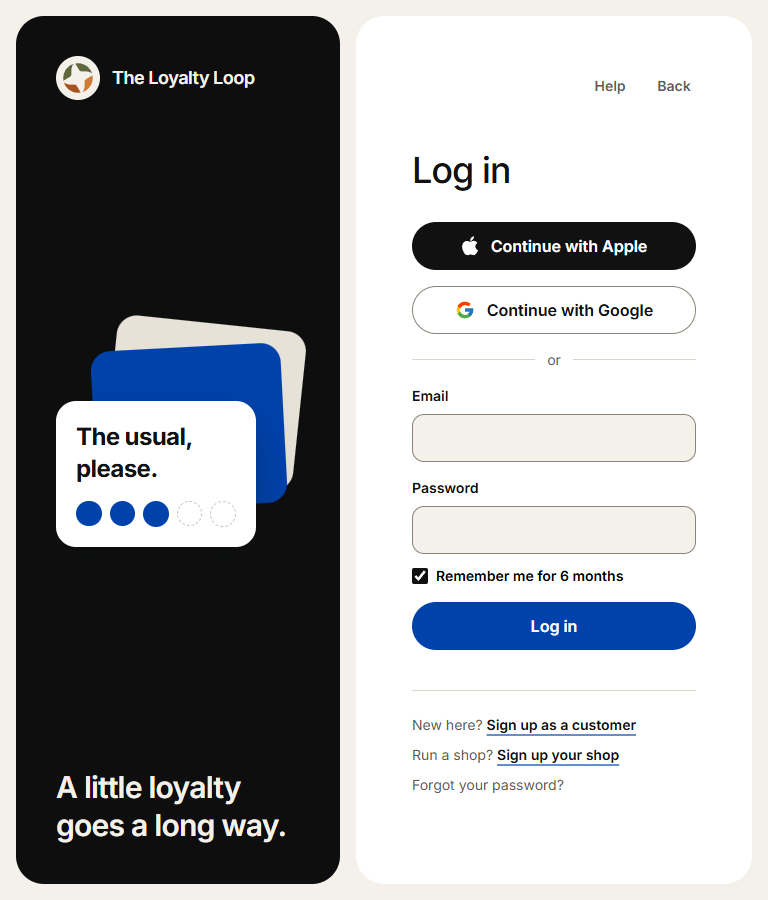 The Loyalty Loop
The usual,
please.
A little loyalty
goes a long way.
Help
Back
Log in
Continue with Apple
Continue with Google
or
Email
Password
Remember me for 6 months
Log in
New here? Sign up as a customer
Run a shop? Sign up your shop
Forgot your password?